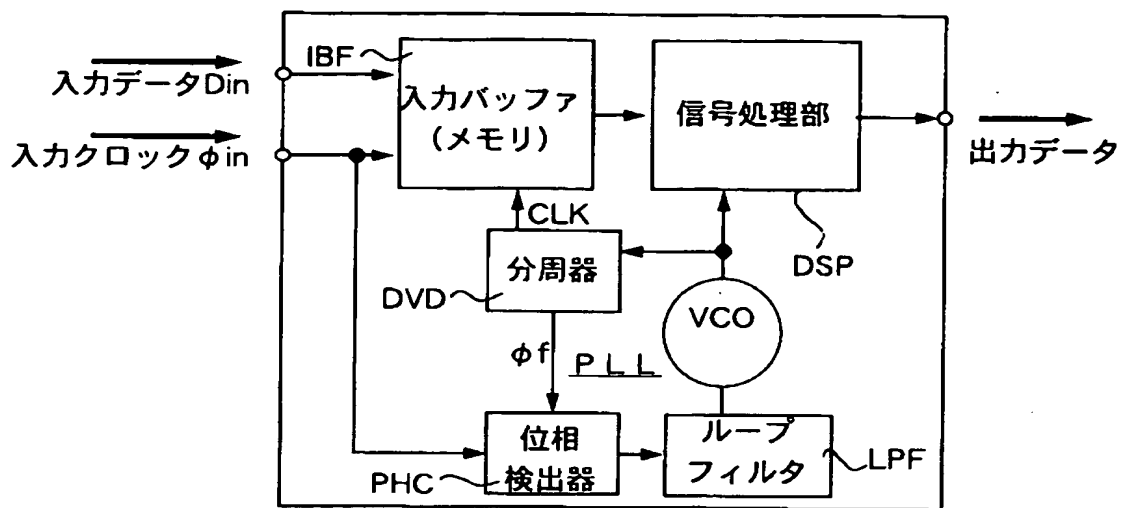 IBF
入力データDin
入力クロックφin
入力バッファ
(メモリ)
信号処理部
出力データ
CLK
分周器
DVD
DSP
VCO
φf
PLL
位相
検出器
PHC
ループ
フィルタ
LPF